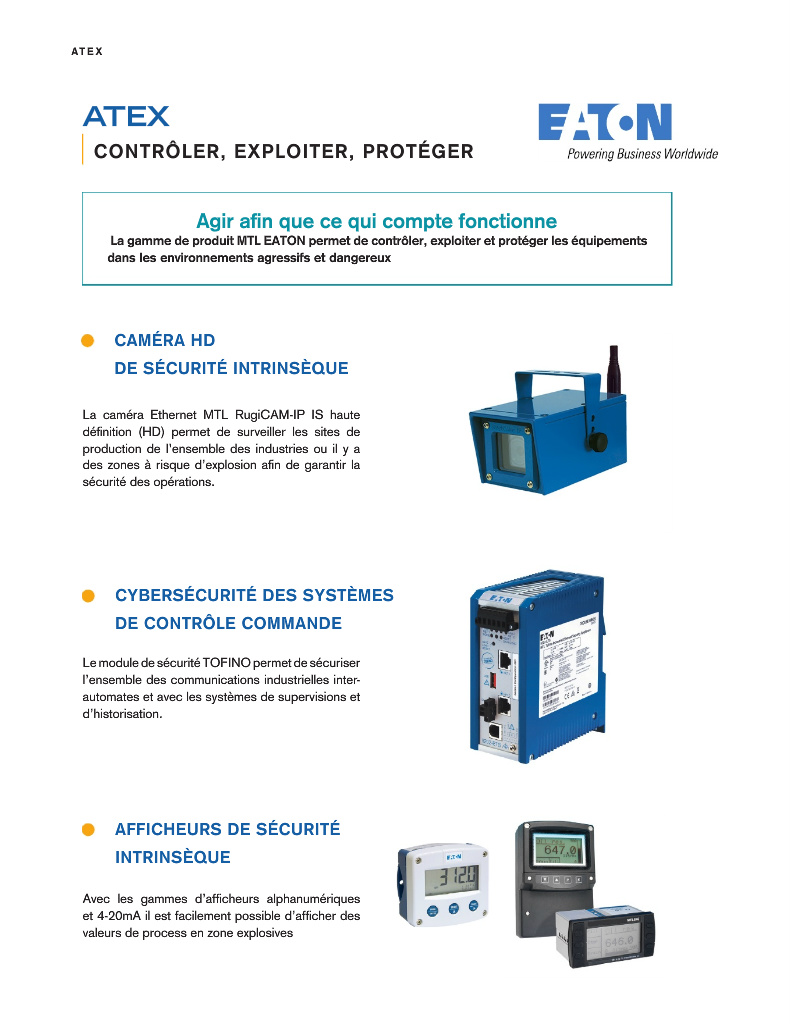 ATEX
ATEX
CONTRÔLER, EXPLOITER, PROTÉGER
EATON
Powering Business Worldwide
Agir afin que ce qui compte fonctionne
La gamme de produit MTL EATON permet de contrôler, exploiter et protéger les équipements
dans les environnements agressifs et dangereux
CAMÉRA HD
DE SÉCURITÉ INTRINSÈQUE
La caméra Ethernet MTL RugiCAM-IP IS haute
définition (HD) permet de surveiller les sites de
production de l'ensemble des industries ou il y a
des zones à risque d'explosion afin de garantir la
sécurité des opérations.
CYBERSÉCURITÉ DES SYSTÈMES
DE CONTRÔLE COMMANDE
Le module de sécurité TOFINO permet de sécuriser
l'ensemble des communications industrielles inter-
automates et avec les systèmes de supervisions et
d'historisation.
EATON
EATON
AFFICHEURS DE SÉCURITÉ
INTRINSÈQUE
Avec les gammes d'afficheurs alphanumériques
et 4-20mA il est facilement possible d'afficher des
valeurs de process en zone explosives
EATON
312.0
647.0
646.0